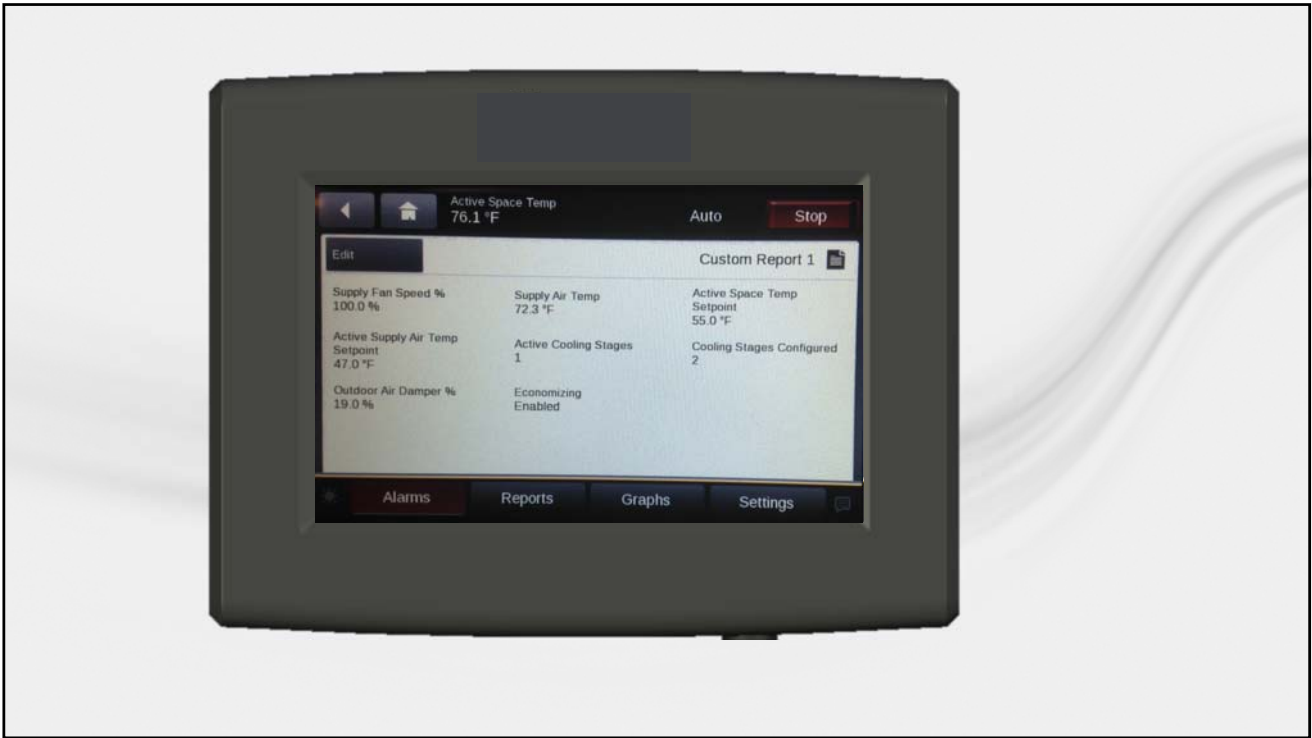 Active Space Temp
76.1 °F
Auto
Stop
Edit
Custom Report 1
Supply Fan Speed %
100.0 %
Supply Air Temp
72.3 °F
Active Space Temp
Setpoint
55.0 °F
Active Supply Air Temp
Setpoint
47.0 °F
Active Cooling Stages
1
Cooling Stages Configured
2
Outdoor Air Damper %
19.0 %
Economizing
Enabled
Alarms
Reports
Graphs
Settings